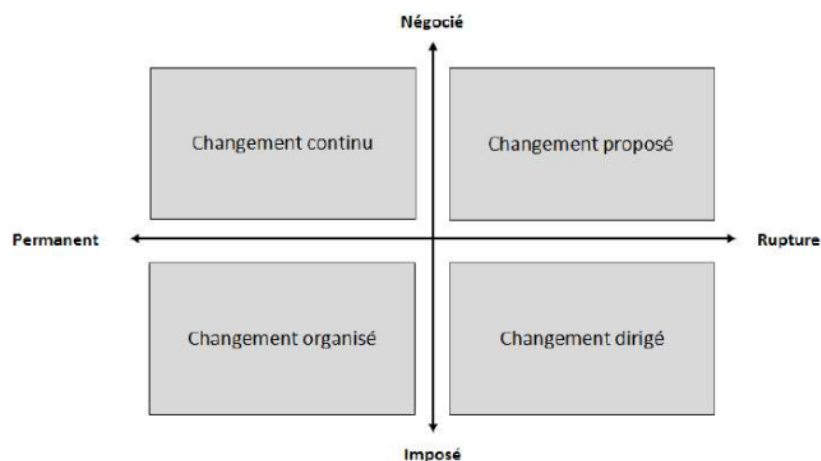 Négocié
Changement continu
Changement proposé
Permanent
Rupture
Changement organisé
Changement dirigé
Imposé